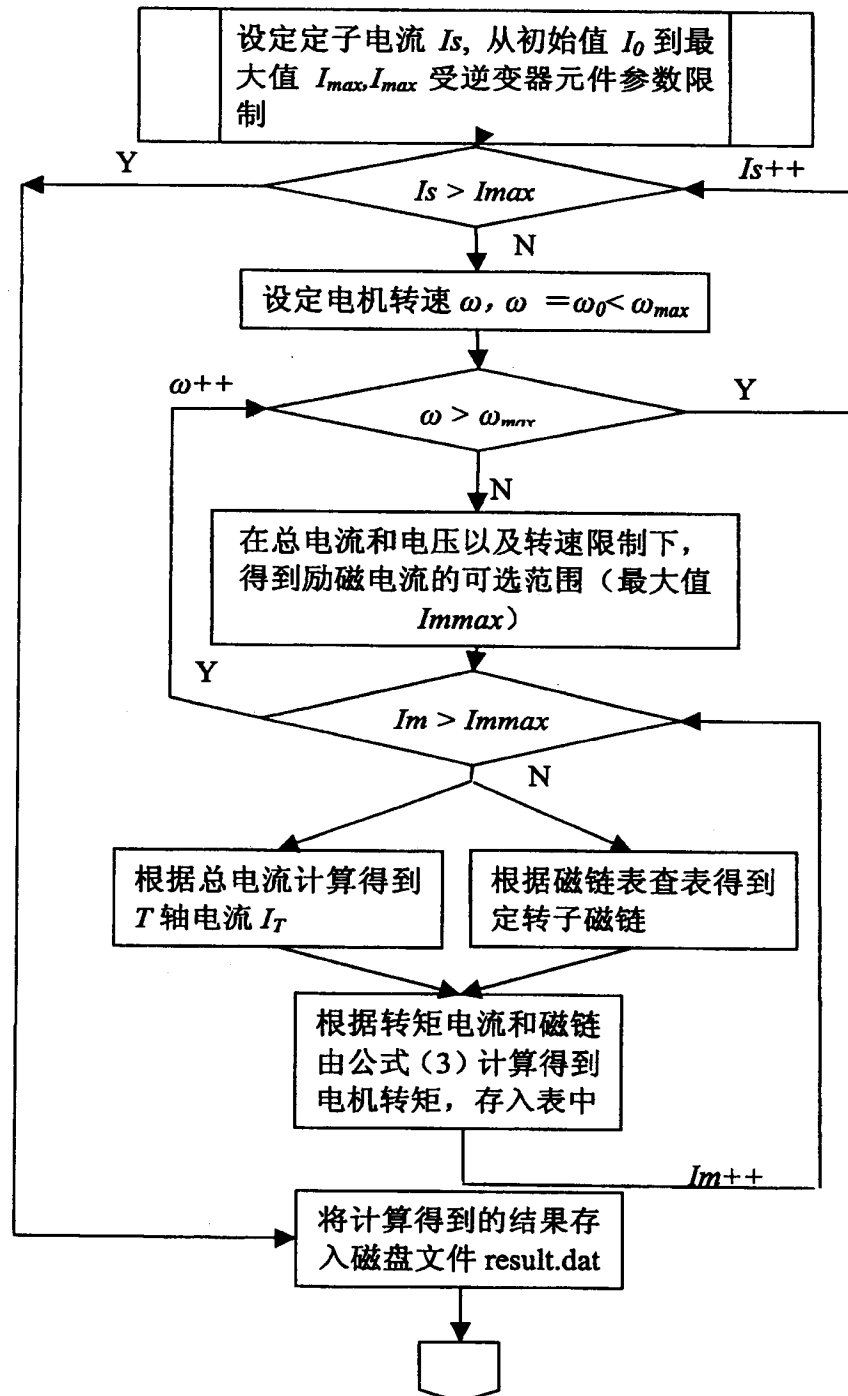 设定定子电流 Is, 从初始值 I0 到最
大值 Imax,Imax 受逆变器元件参数限
制
Y
Is > Imax
Is++
N
设定电机转速 ω，ω =ω0< ωmax
ω++
ω > ωmax
Y
N
在总电流和电压以及转速限制下，
得到励磁电流的可选范围（最大值
Immax）
Y
Im > Immax
N
根据总电流计算得到
T 轴电流 IT
根据磁链表查表得到
定转子磁链
根据转矩电流和磁链
由公式（3）计算得到
电机转矩，存入表中
Im++
将计算得到的结果存
入磁盘文件 result.dat